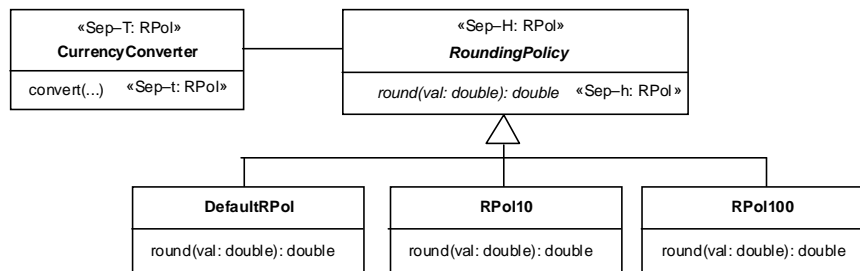 «Sep–T: RPol»
CurrencyConverter
convert(...) «Sep–t: RPol»
«Sep–H: RPol»
RoundingPolicy
round(val: double): double «Sep–h: RPol»
DefaultRPol
round(val: double): double
RPol10
round(val: double): double
RPol100
round(val: double): double